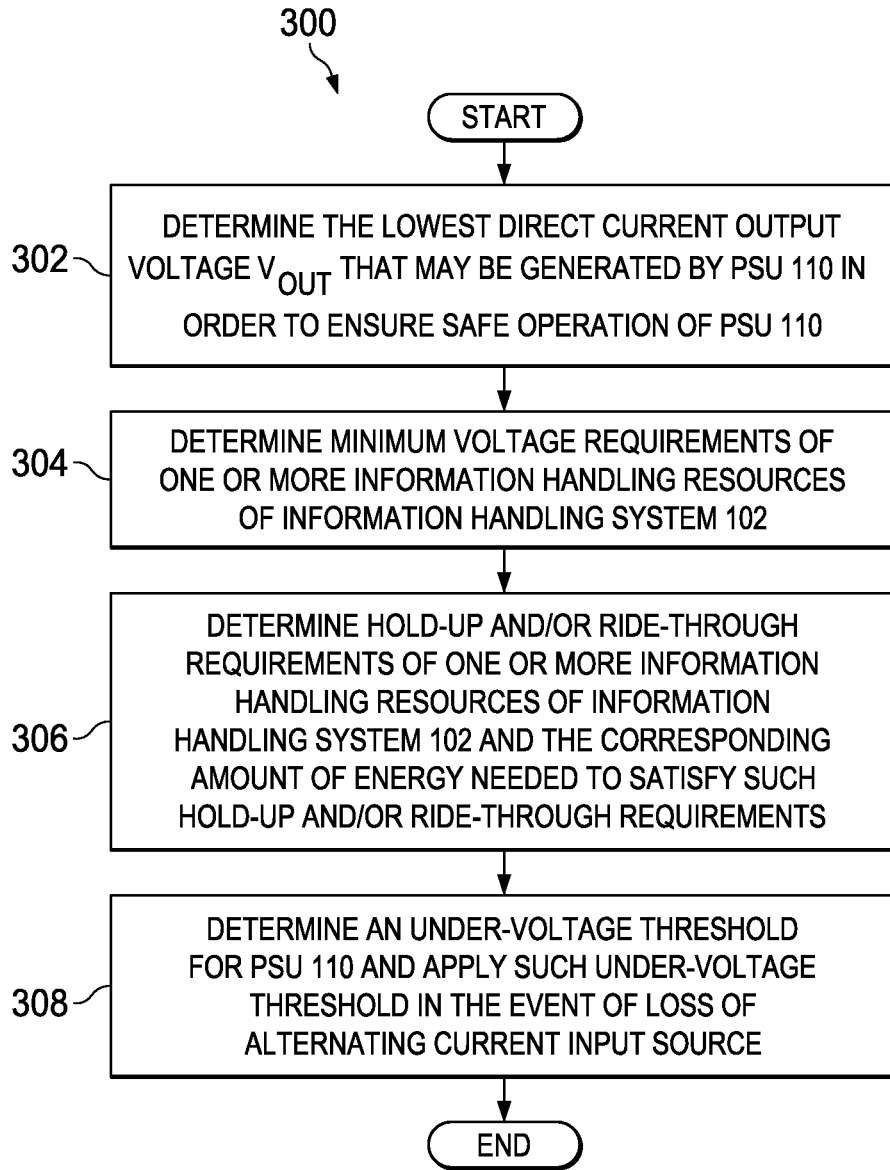 300
START
302
DETERMINE THE LOWEST DIRECT CURRENT OUTPUT
VOLTAGE VOUT THAT MAY BE GENERATED BY PSU 110 IN
ORDER TO ENSURE SAFE OPERATION OF PSU 110
304
DETERMINE MINIMUM VOLTAGE REQUIREMENTS OF
ONE OR MORE INFORMATION HANDLING RESOURCES
OF INFORMATION HANDLING SYSTEM 102
306
DETERMINE HOLD-UP AND/OR RIDE-THROUGH
REQUIREMENTS OF ONE OR MORE INFORMATION
HANDLING RESOURCES OF INFORMATION
HANDLING SYSTEM 102 AND THE CORRESPONDING
AMOUNT OF ENERGY NEEDED TO SATISFY SUCH
HOLD-UP AND/OR RIDE-THROUGH REQUIREMENTS
308
DETERMINE AN UNDER-VOLTAGE THRESHOLD
FOR PSU 110 AND APPLY SUCH UNDER-VOLTAGE
THRESHOLD IN THE EVENT OF LOSS OF
ALTERNATING CURRENT INPUT SOURCE
END